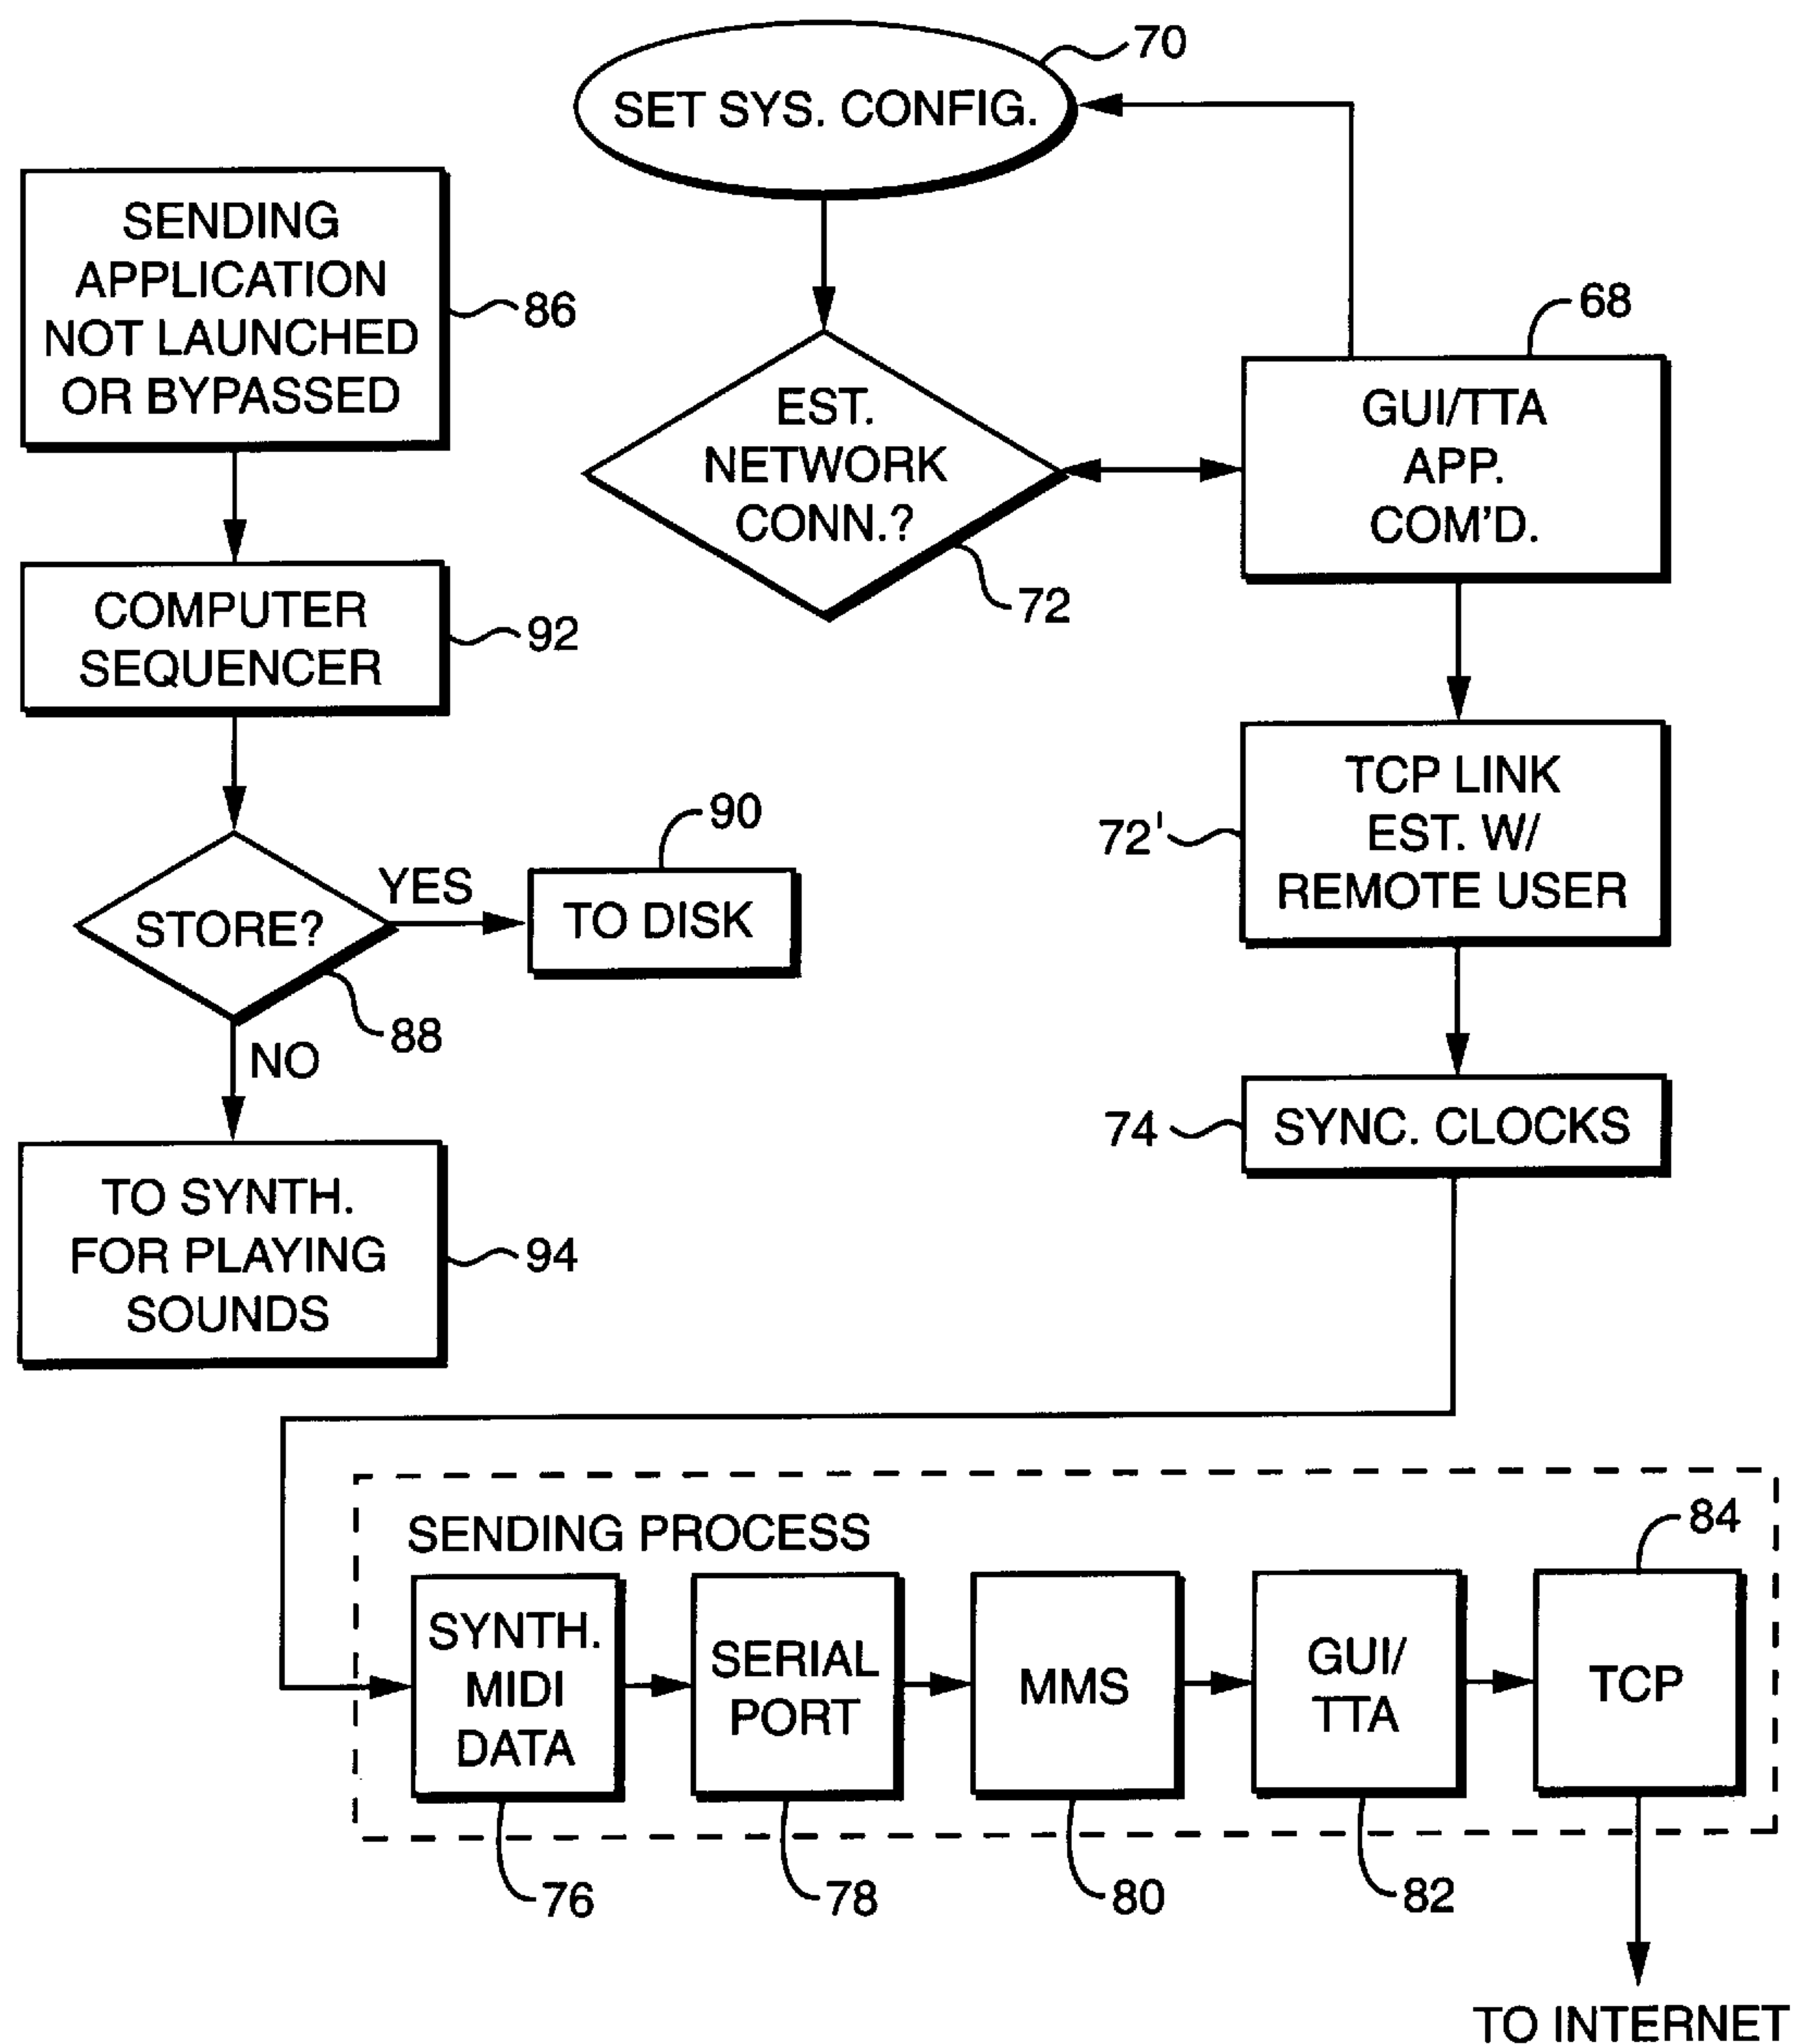 70
SET SYS. CONFIG.
SENDING
APPLICATION
NOT LAUNCHED
OR BYPASSED
86
EST.
NETWORK
CONN.?
72
68
GUI/TTA
APP.
COM'D.
COMPUTER
SEQUENCER
92
TCP LINK
EST. W/
REMOTE USER
72'
90
YES
TO DISK
STORE?
88
NO
74
SYNC. CLOCKS
TO SYNTH.
FOR PLAYING
SOUNDS
94
SENDING PROCESS
84
SYNTH.
MIDI
DATA
SERIAL
PORT
MMS
GUI/
TTA
TCP
76
78
80
82
TO INTERNET